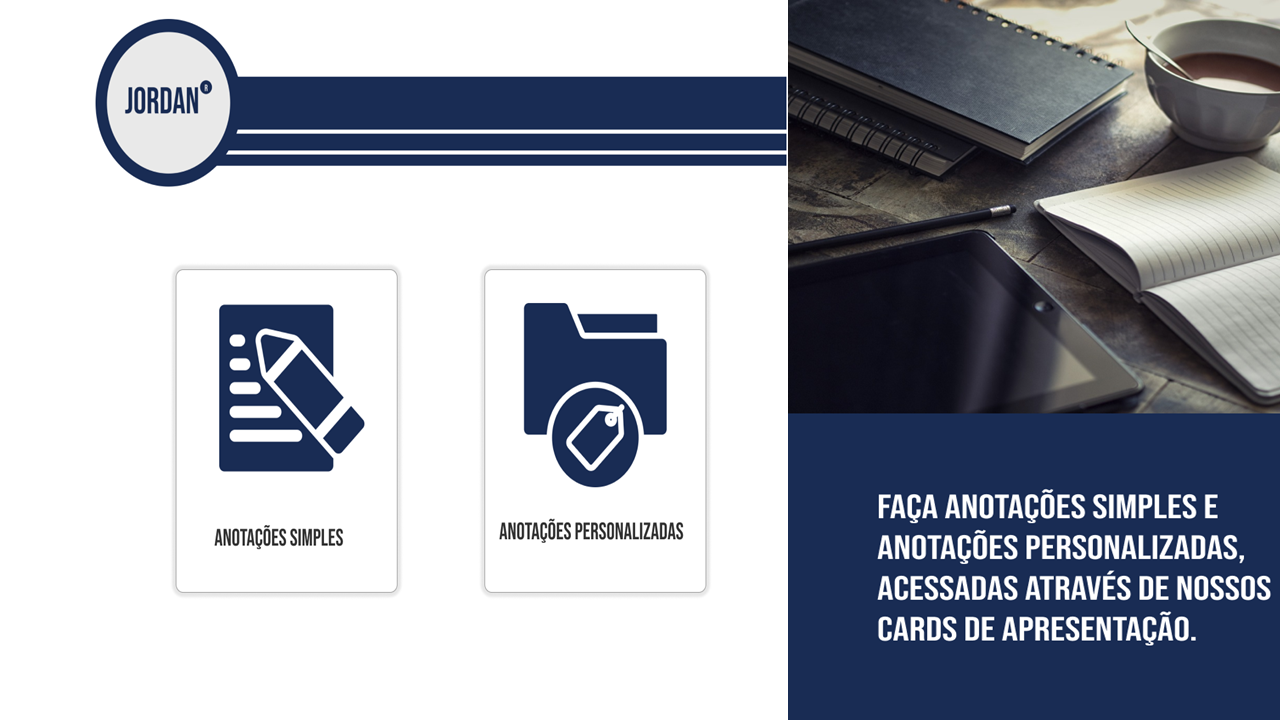 JORDAN®
ANOTAÇÕES SIMPLES
ANOTAÇÕES PERSONALIZADAS
FAÇA ANOTAÇÕES SIMPLES E
ANOTAÇÕES PERSONALIZADAS,
ACESSADAS ATRAVÉS DE NOSSOS
CARDS DE APRESENTAÇÃO.